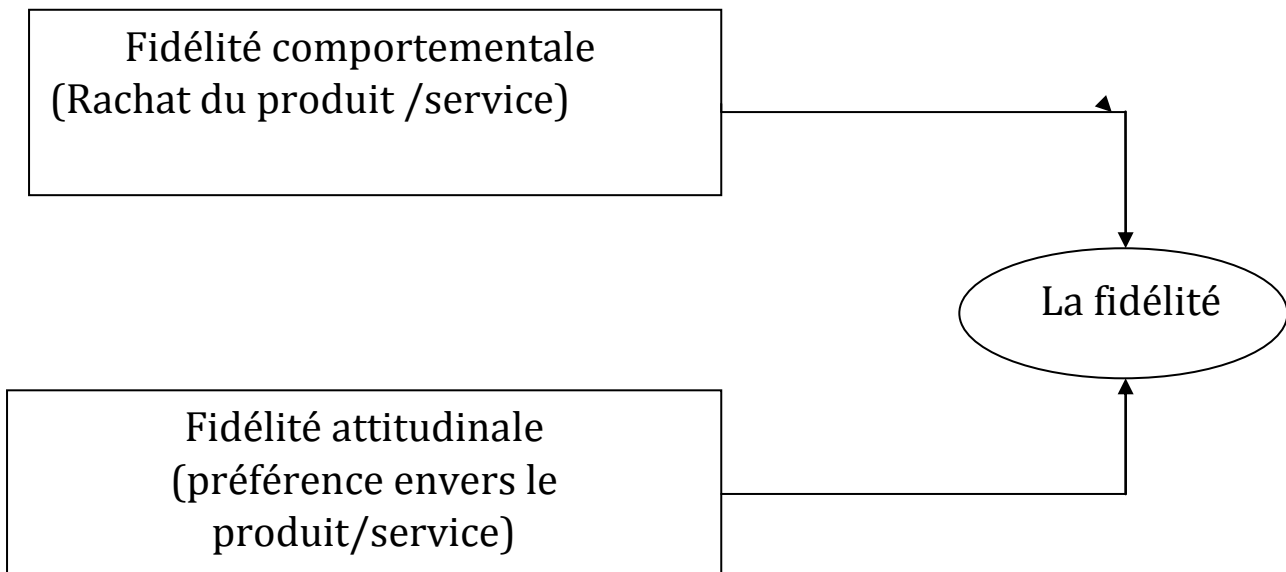 Fidélité comportementale
(Rachat du produit /service)
La fidélité
Fidélité attitudinale
(préférence envers le
produit/service)